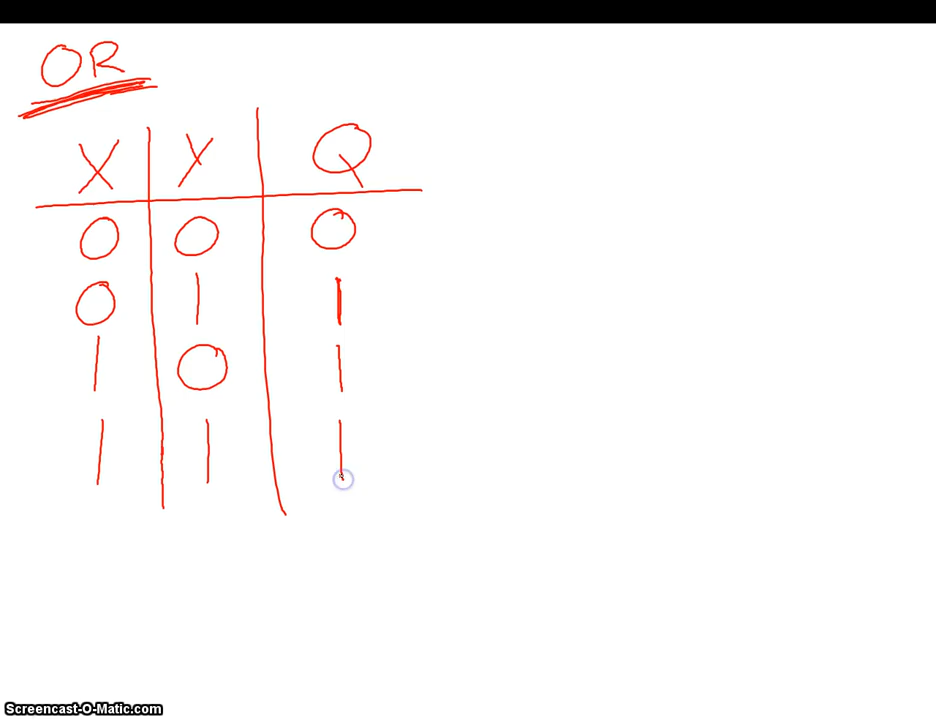 OR
X Y Q
0 0 0
0 1 1
1 0 1
1 1 1
Screencast-O-Matic.com